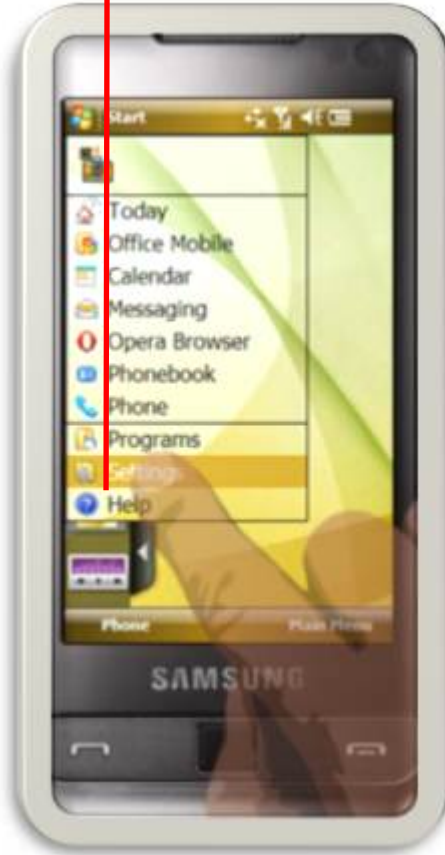 Start
Today
Office Mobile
Calendar
Messaging
Opera Browser
Phonebook
Phone
Programs
Settings
Help
Phone Main Menu
SAMSUNG